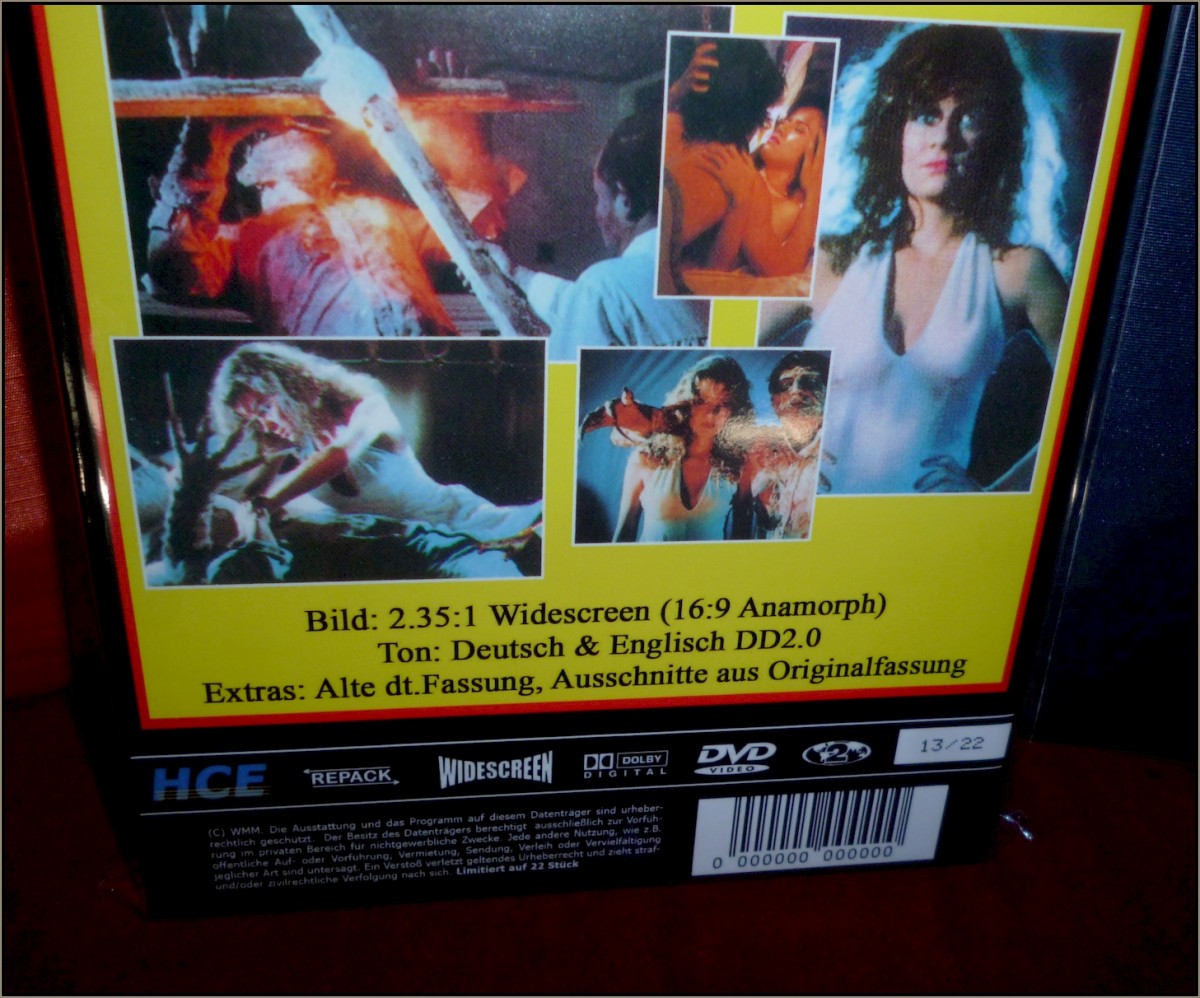 Bild: 2.35:1 Widescreen (16:9 Anamorph)
Ton: Deutsch & Englisch DD2.0
Extras: Alte dt.Fassung, Ausschnitte aus Originalfassung
HCE REPACK WIDESCREEN DOLBY DIGITAL DVD VIDEO 2 13/22
(C) WMM. Die Ausstattung und das Programm auf diesem Datenträger sind urheber-
rechtlich geschützt. Der Besitz des Datenträgers berechtigt ausschließlich zur Vorfüh-
rung im privaten Bereich für nichtgewerbliche Zwecke. Jede andere Nutzung, wie z.B.
öffentliche Auf- oder Vorführung, Vermietung, Sendung, Verleih oder Vervielfältigung
jeglicher Art sind untersagt. Ein Verstoß verletzt geltendes Urheberrecht und zieht straf-
und/oder zivilrechtliche Verfolgung nach sich. Limitiert auf 22 Stück
0 000000 000000